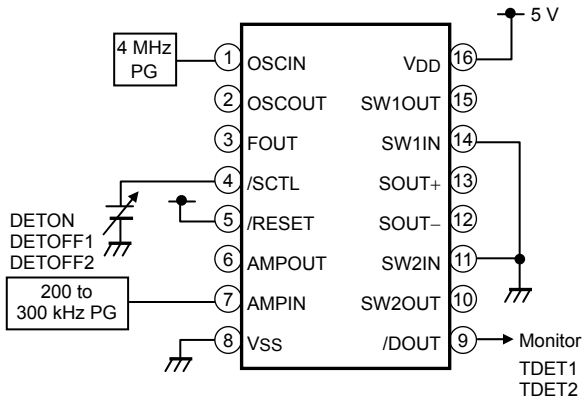 5 V
4 MHz
PG
1 OSCIN
VDD 16
2 OSCOUT
SW1OUT 15
3 FOUT
SW1IN 14
4 /SCTL
SOUT+ 13
DETON
DETOFF1
DETOFF2
5 /RESET
SOUT− 12
6 AMPOUT
SW2IN 11
200 to
300 kHz PG
7 AMPIN
SW2OUT 10
8 VSS
/DOUT 9
Monitor
TDET1
TDET2